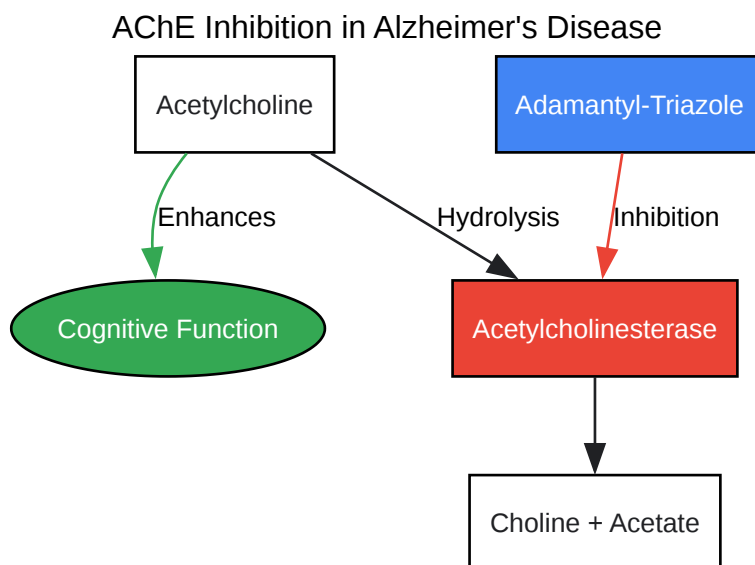 AChE Inhibition in Alzheimer's Disease
Acetylcholine
Adamantyl-Triazole
Enhances
Hydrolysis
Inhibition
Cognitive Function
Acetylcholinesterase
Choline + Acetate